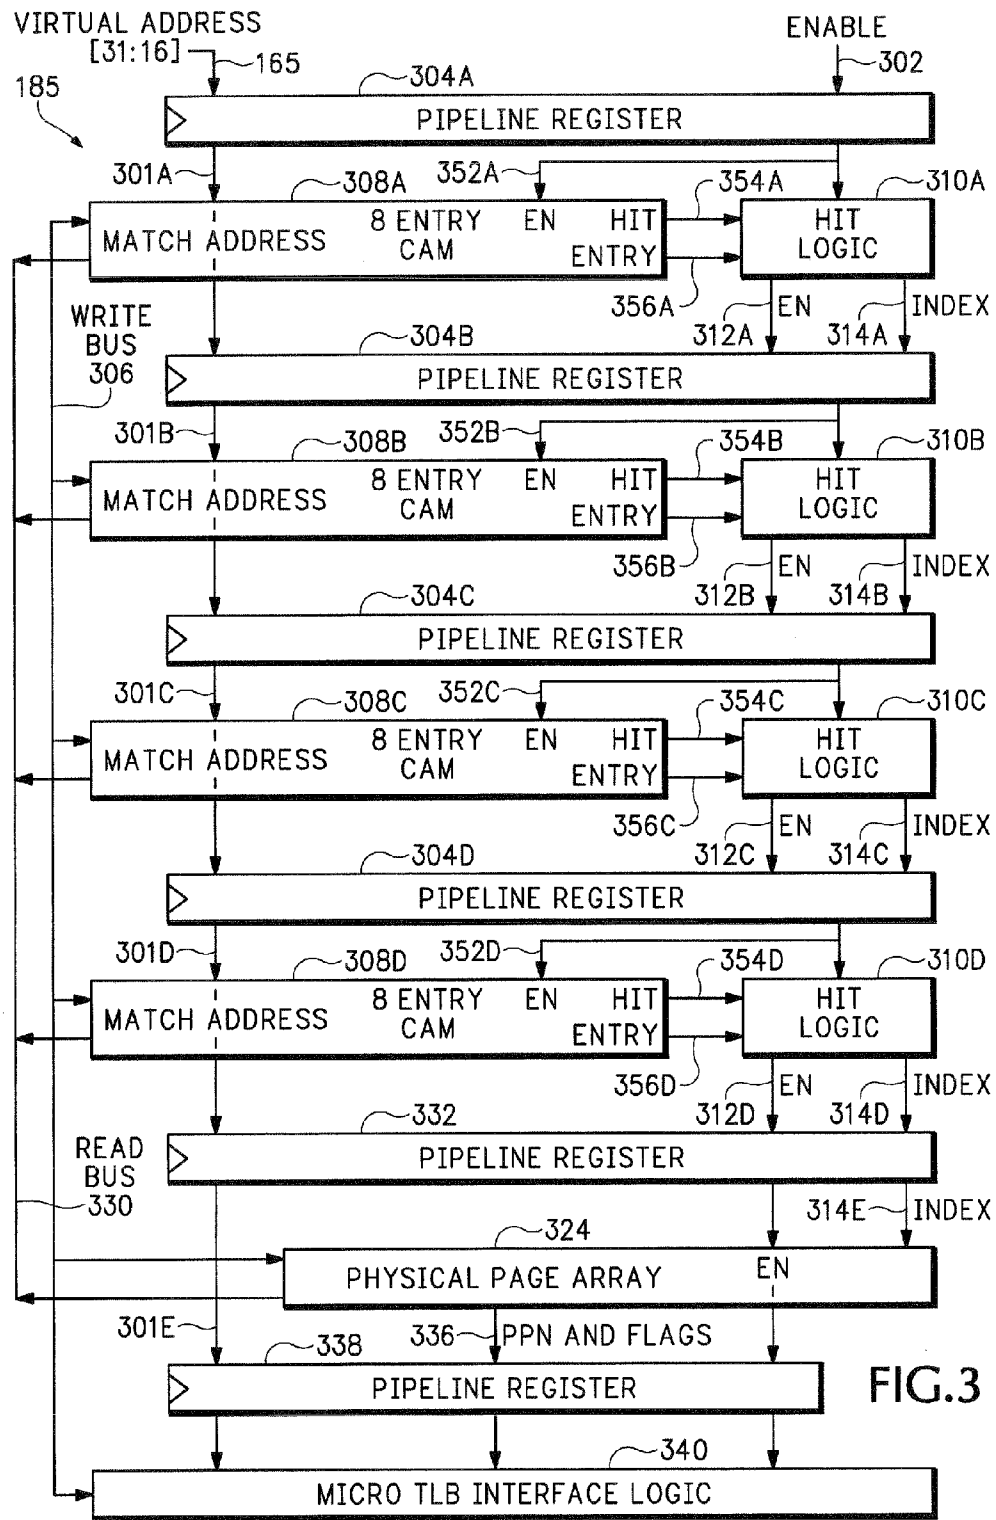 VIRTUAL ADDRESS
[31:16]
165
ENABLE
302
185
304A
PIPELINE REGISTER
301A
308A
352A
354A
310A
MATCH ADDRESS
8 ENTRY
CAM
EN
HIT
ENTRY
HIT
LOGIC
356A
312A
EN
314A
INDEX
WRITE
BUS
306
304B
PIPELINE REGISTER
301B
308B
352B
354B
310B
MATCH ADDRESS
8 ENTRY
CAM
EN
HIT
ENTRY
HIT
LOGIC
356B
312B
EN
314B
INDEX
304C
PIPELINE REGISTER
301C
308C
352C
354C
310C
MATCH ADDRESS
8 ENTRY
CAM
EN
HIT
ENTRY
HIT
LOGIC
356C
312C
EN
314C
INDEX
304D
PIPELINE REGISTER
301D
308D
352D
354D
310D
MATCH ADDRESS
8 ENTRY
CAM
EN
HIT
ENTRY
HIT
LOGIC
356D
312D
EN
314D
INDEX
332
PIPELINE REGISTER
READ
BUS
330
314E
INDEX
324
PHYSICAL PAGE ARRAY
EN
301E
336
PPN AND FLAGS
338
PIPELINE REGISTER
FIG.3
340
MICRO TLB INTERFACE LOGIC